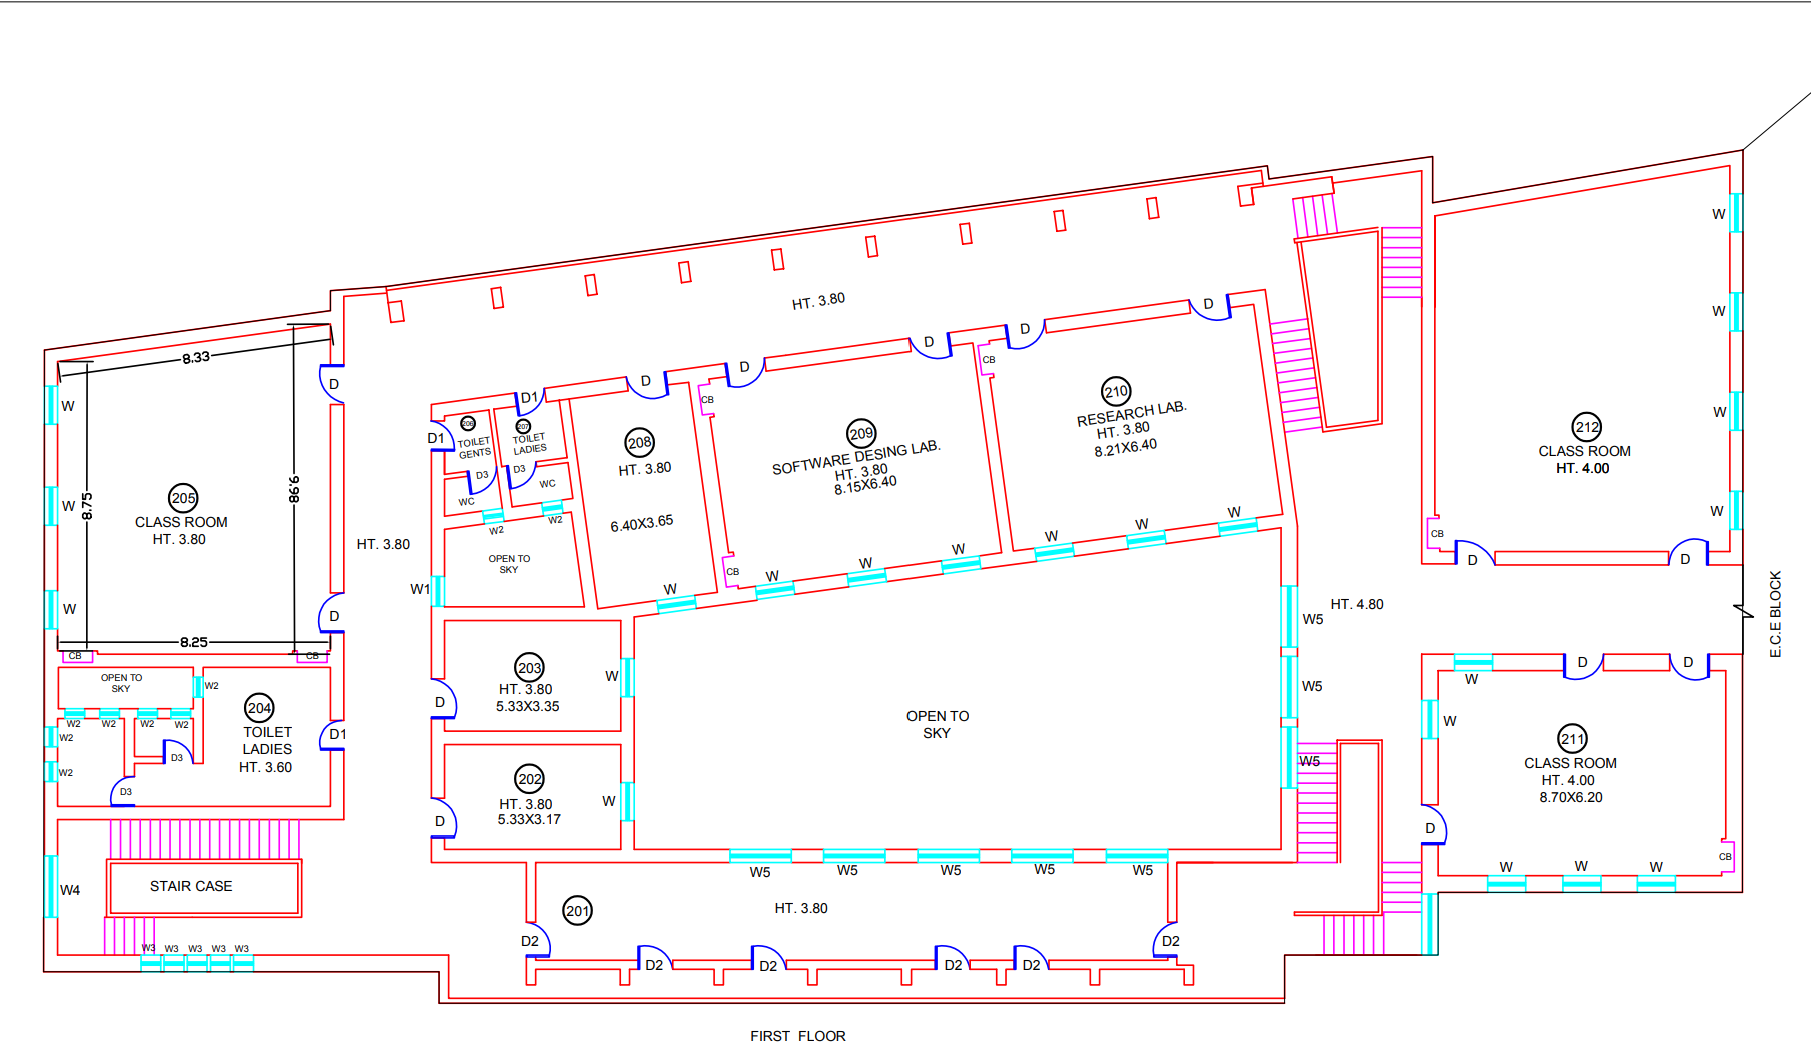 W
W
HT. 3.80
D
D
D
D
8.33
D
D
D1
CB
210
RESEARCH LAB.
HT. 3.80
8.21X6.40
CB
W
W
D1
206
TOILET
GENTS
207
TOILET
LADIES
208
HT. 3.80
209
SOFTWARE DESING LAB.
HT. 3.80
8.15X6.40
212
CLASS ROOM
HT. 4.00
D3
D3
WC
WC
9.98
8.75
205
CLASS ROOM
HT. 3.80
W
W2
W2
6.40X3.65
W
W
W
W
CB
D
D
HT. 3.80
OPEN TO
SKY
W
W
W
W
CB
W1
W
D
HT. 4.80
W5
E.C.E BLOCK
8.25
CB
CB
OPEN TO
SKY
W2
203
HT. 3.80
5.33X3.35
W
D
W5
D
D
W
W2
W2
W2
W2
204
TOILET
LADIES
HT. 3.60
D1
OPEN TO
SKY
W
211
CLASS ROOM
HT. 4.00
8.70X6.20
W2
W2
D3
D3
202
HT. 3.80
5.33X3.17
W
D
W5
D
CB
W4
STAIR CASE
W5
W5
W5
W5
W5
W
W
W
201
HT. 3.80
W3
W3
W3
W3
W3
D2
D2
D2
D2
D2
D2
FIRST FLOOR